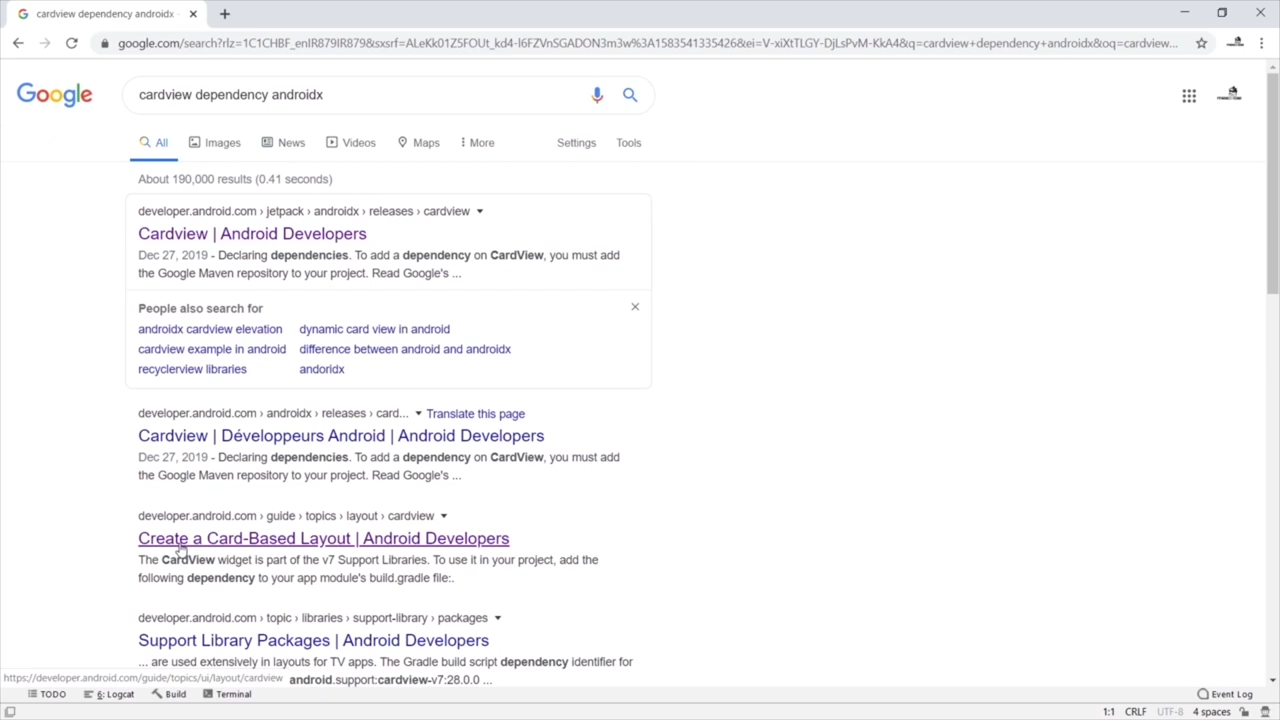 cardview dependency androidx
google.com/search?rlz=1C1CHBF_enIR879IR879&sxsrf=ALeKk01Z5FOUt_kd4-I6FZVnSGADON3m3w%3A1583541335426&ei=V-xiXtTLGY-DjLsPvM-KkA4&q=cardview+dependency+androidx&oq=cardview...
Google
cardview dependency androidx
All Images News Videos Maps More Settings Tools
About 190,000 results (0.41 seconds)
developer.android.com › jetpack › androidx › releases › cardview
Cardview | Android Developers
Dec 27, 2019 - Declaring dependencies. To add a dependency on CardView, you must add
the Google Maven repository to your project. Read Google's ...
People also search for
androidx cardview elevation dynamic card view in android
cardview example in android difference between android and androidx
recyclerview libraries andoridx
developer.android.com › androidx › releases › card... Translate this page
Cardview | Développeurs Android | Android Developers
Dec 27, 2019 - Declaring dependencies. To add a dependency on CardView, you must add
the Google Maven repository to your project. Read Google's ...
developer.android.com › guide › topics › layout › cardview
Create a Card-Based Layout | Android Developers
The CardView widget is part of the v7 Support Libraries. To use it in your project, add the
following dependency to your app module's build.gradle file:.
developer.android.com › topic › libraries › support-library › packages
Support Library Packages | Android Developers
... are used extensively in layouts for TV apps. The Gradle build script dependency identifier for
https://developer.android.com/guide/topics/ui/layout/cardview android.support:cardview-v7:28.0.0 ...
TODO 6: Logcat Build Terminal Event Log
1:1 CRLF UTF-8 4 spaces